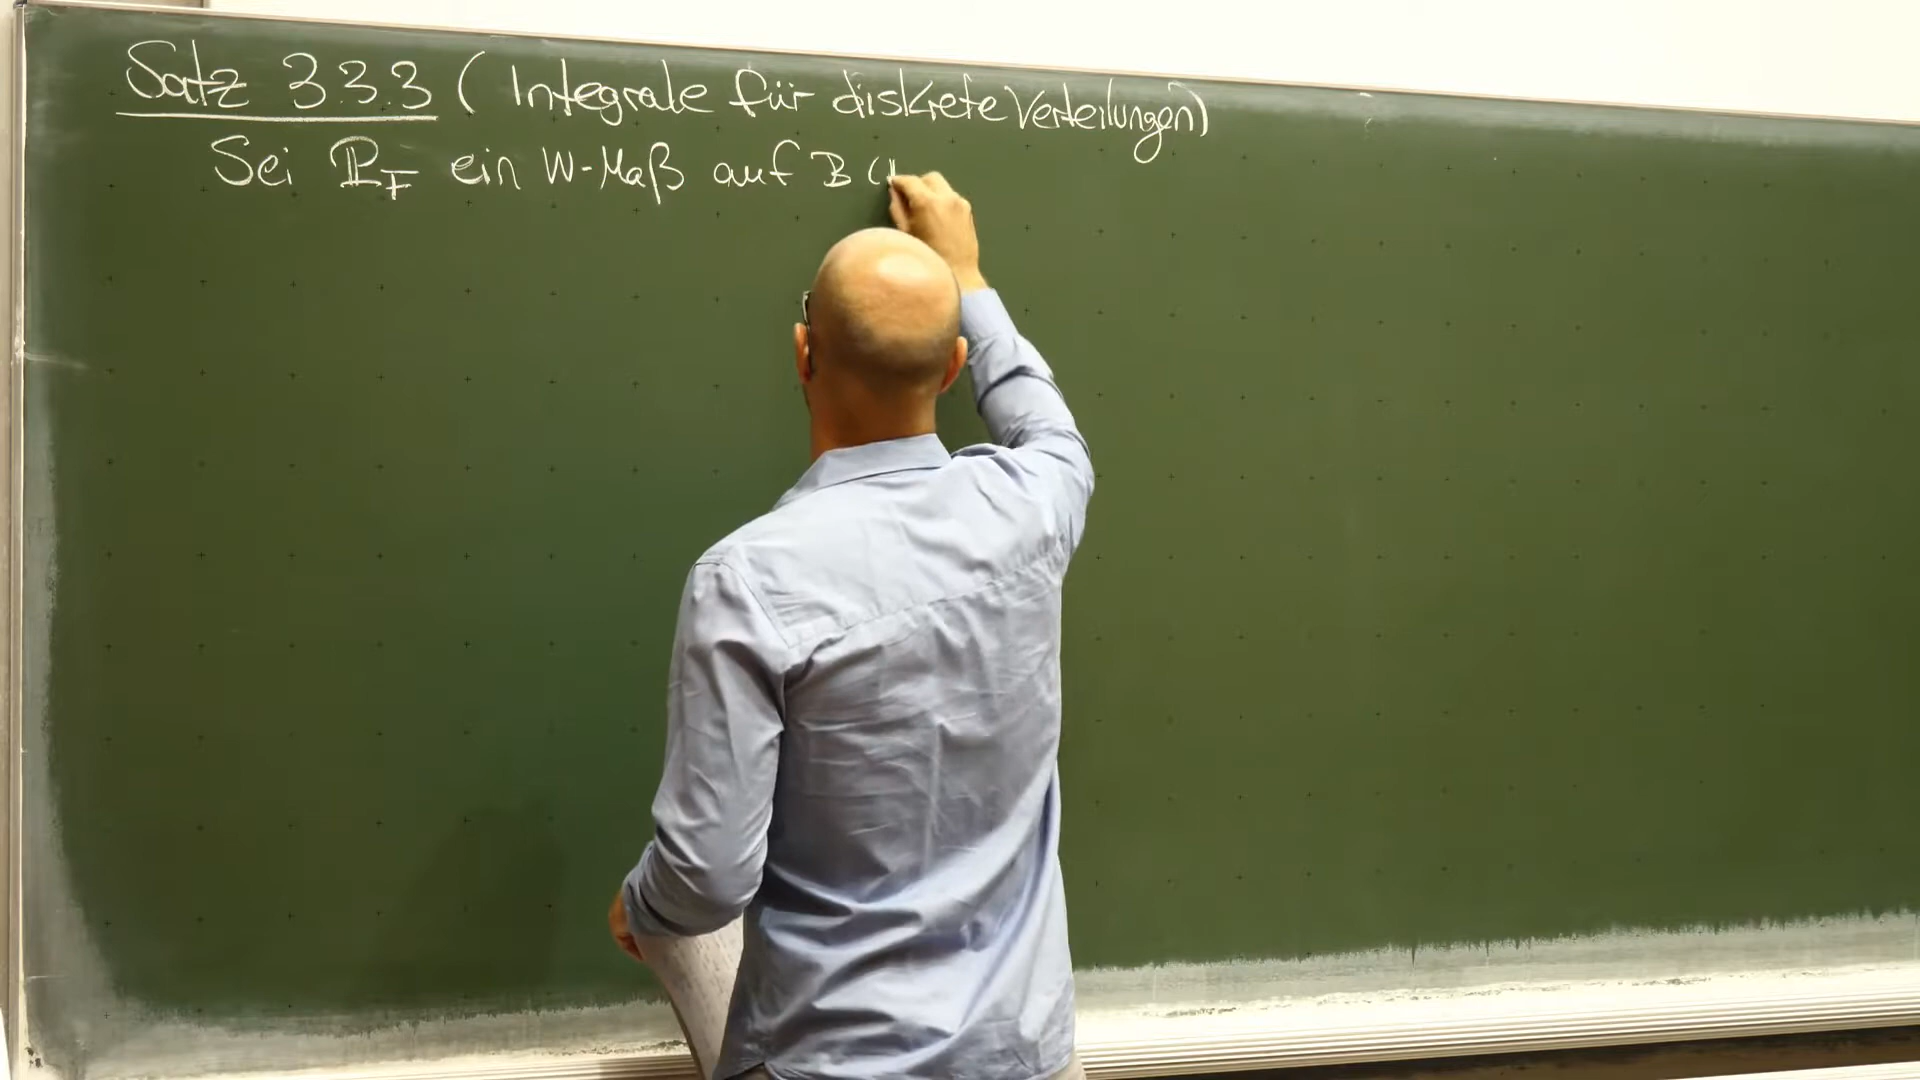 Satz 3.3.3 (Integrale für diskrete Verteilungen)
Sei ℙ_F ein W-Maß auf B(